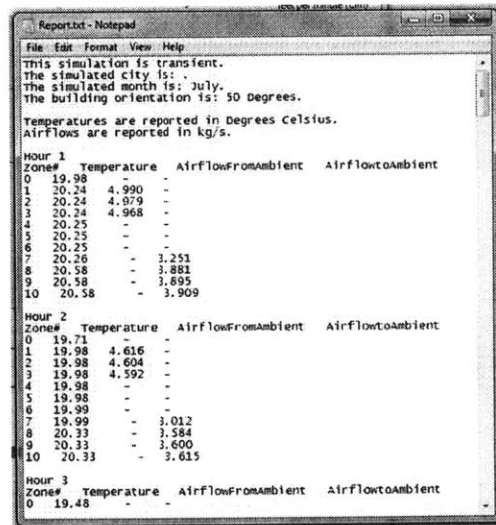 Report.txt - Notepad
File Edit Format View Help
This simulation is transient.
The simulated city is: .
The simulated month is: July.
The building orientation is: 50 Degrees.
Temperatures are reported in Degrees Celsius.
Airflows are reported in kg/s.
Hour 1
Zone# Temperature AirflowFromAmbient AirflowtoAmbient
0 19.98 - -
1 20.24 4.990 -
2 20.24 4.979 -
3 20.24 4.968 -
4 20.25 - -
5 20.25 - -
6 20.25 - -
7 20.26 - 3.251
8 20.58 - 3.881
9 20.58 - 3.895
10 20.58 - 3.909
Hour 2
Zone# Temperature AirflowFromAmbient AirflowtoAmbient
0 19.71 - -
1 19.98 4.616 -
2 19.98 4.604 -
3 19.98 4.592 -
4 19.98 - -
5 19.98 - -
6 19.99 - -
7 19.99 - 3.012
8 20.33 - 3.584
9 20.33 - 3.600
10 20.33 - 3.615
Hour 3
Zone# Temperature AirflowFromAmbient AirflowtoAmbient
0 19.48 - -